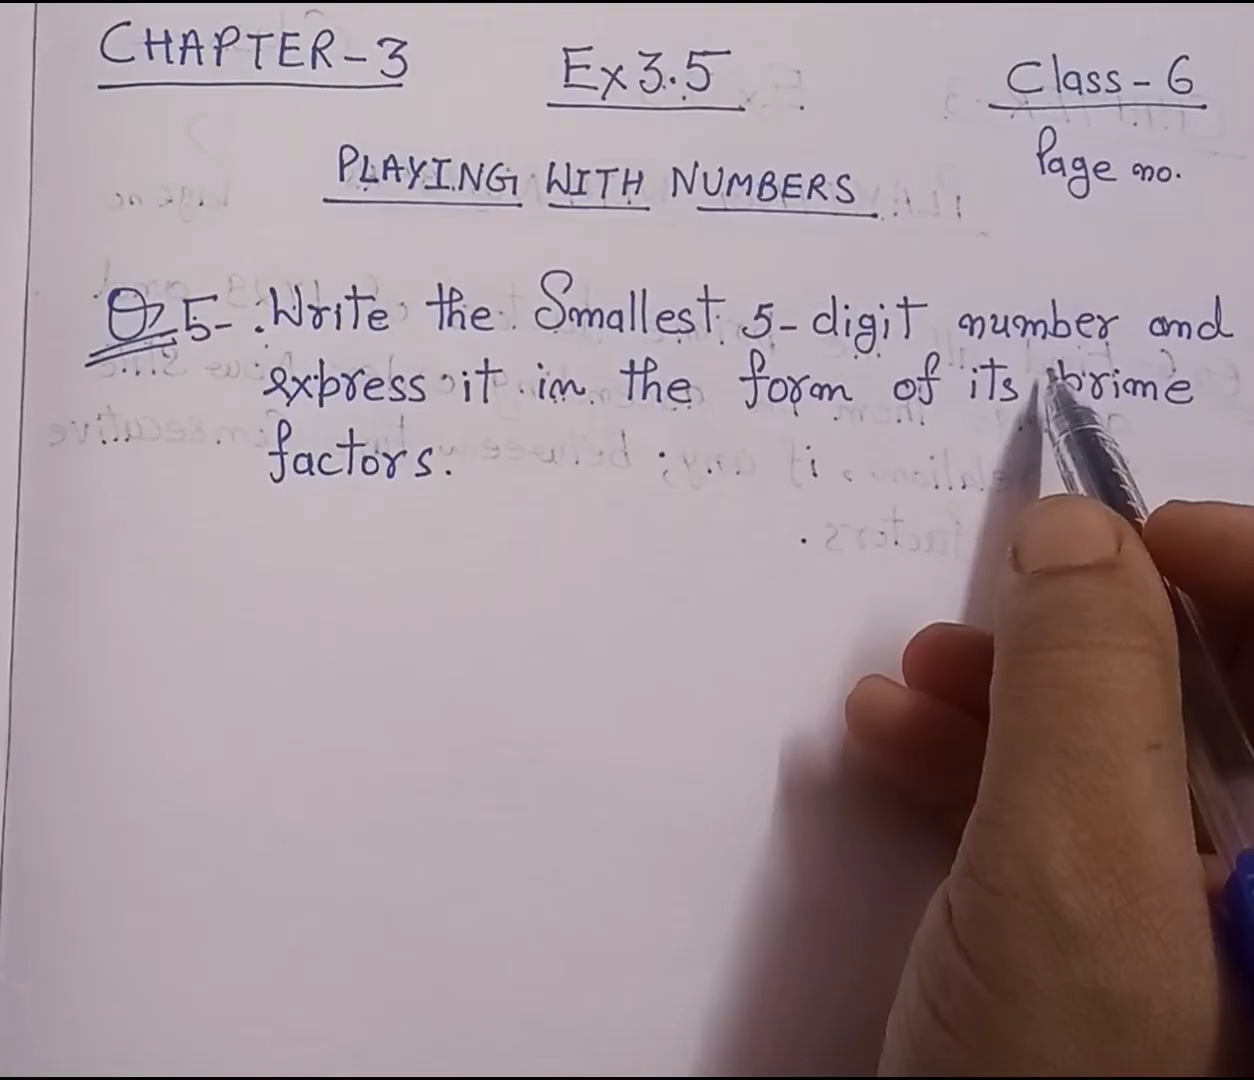 CHAPTER-3
Ex 3.5
Class-6
Page no.
PLAYING WITH NUMBERS
Q 5- Write the Smallest 5-digit number and
express it in the form of its prime
factors.